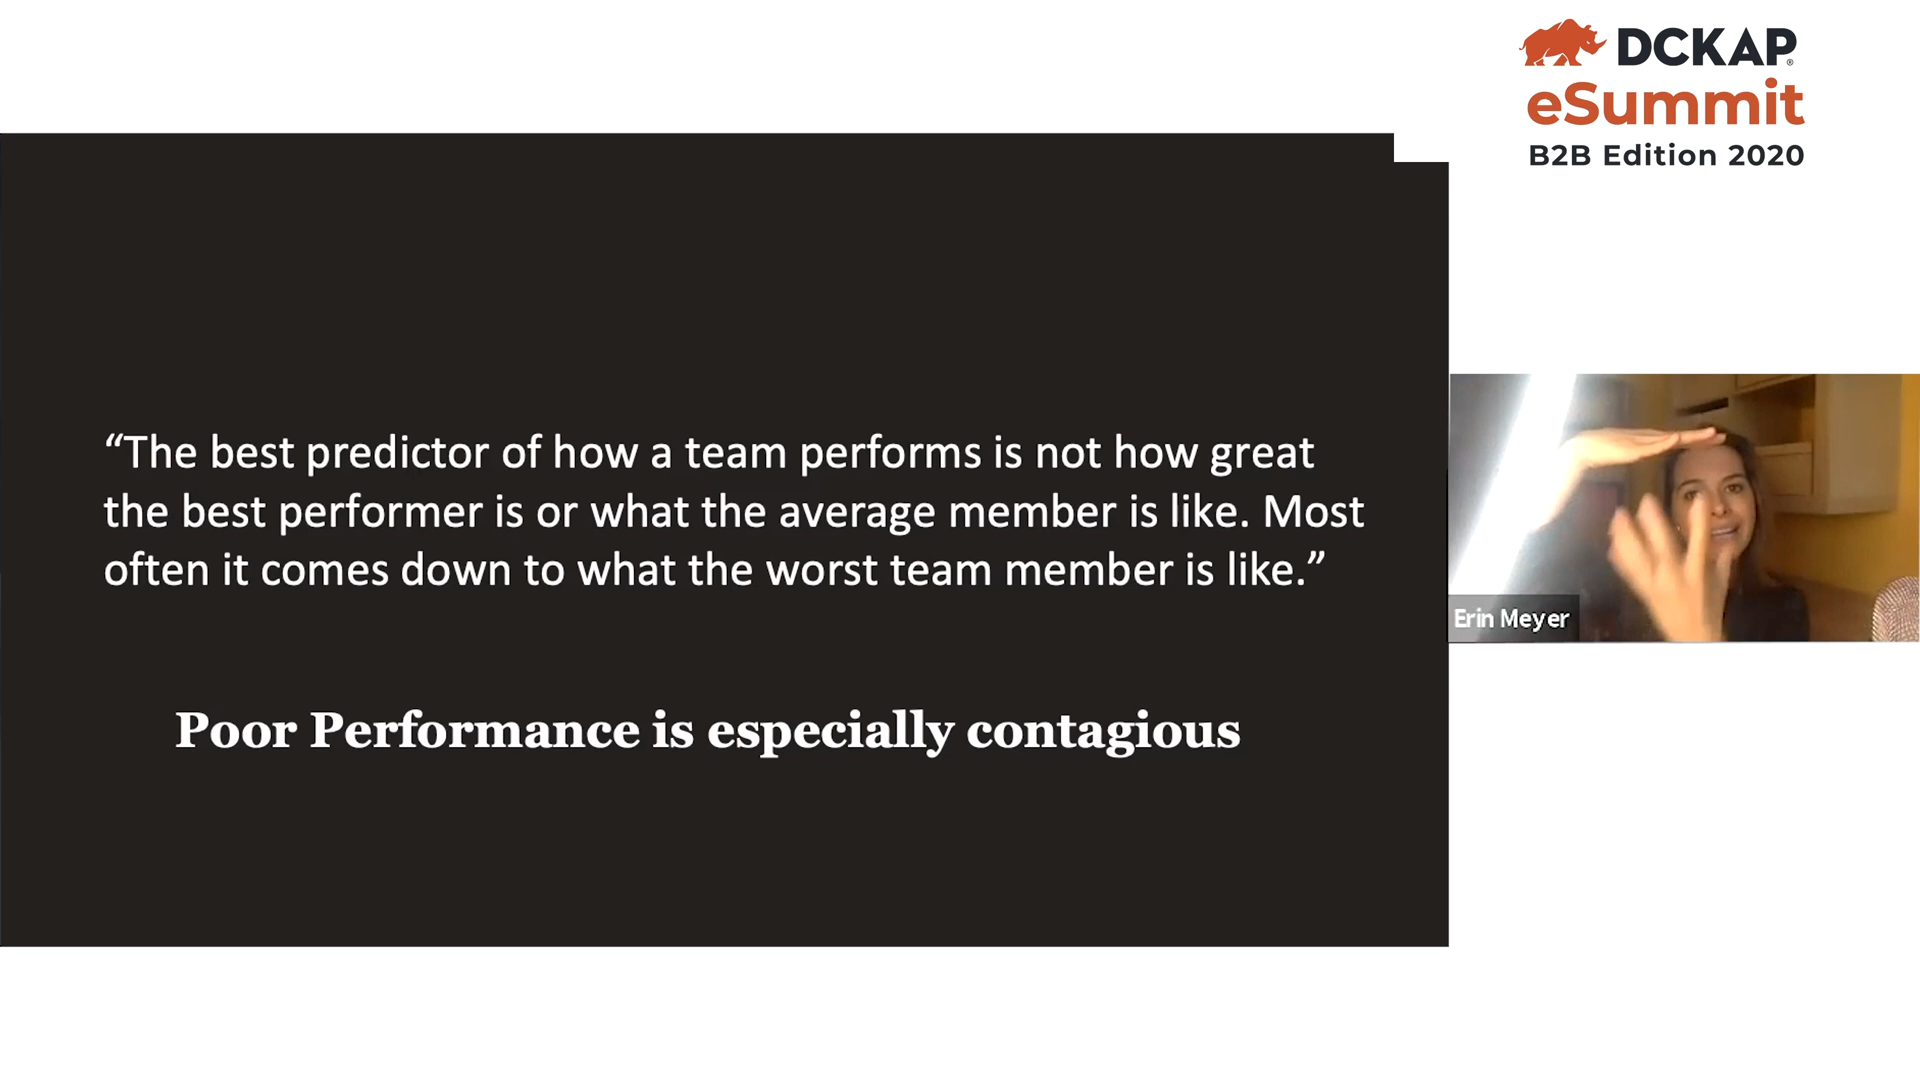 DCKAP®
eSummit
B2B Edition 2020
“The best predictor of how a team performs is not how great
the best performer is or what the average member is like. Most
often it comes down to what the worst team member is like.”
Poor Performance is especially contagious
Erin Meyer